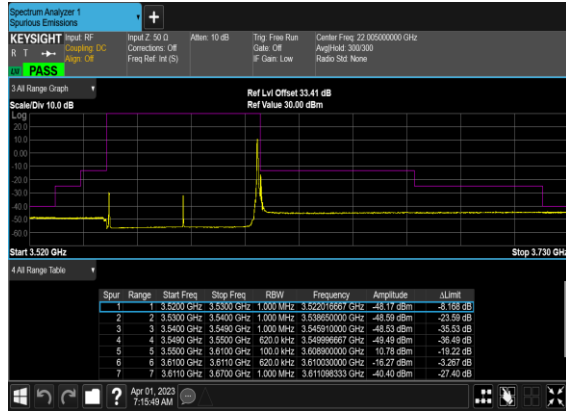 Spectrum Analyzer 1
Spurious Emissions
KEYSIGHT Input: RF Input Z: 50 Ω Atten: 10 dB Trig: Free Run Center Freq: 22.005000000 GHz
R T Coupling: DC Corrections: Off Gate: Off Avg|Hold: 300/300
Align: Off Freq Ref: Int (S) IF Gain: Low Radio Std: None
PASS
3 All Range Graph
Ref Lvl Offset 33.41 dB
Scale/Div 10.0 dB Ref Value 30.00 dBm
Log
20.0
10.0
0.00
-10.0
-20.0
-30.0
-40.0
-50.0
-60.0
Start 3.520 GHz Stop 3.730 GHz
4 All Range Table
Spur Range Start Freq Stop Freq RBW Frequency Amplitude ΔLimit
1 1 3.5200 GHz 3.5300 GHz 1.000 MHz 3.522016667 GHz -48.17 dBm -8.168 dB
2 2 3.5300 GHz 3.5400 GHz 1.000 MHz 3.538650000 GHz -48.59 dBm -23.59 dB
3 3 3.5400 GHz 3.5490 GHz 1.000 MHz 3.545910000 GHz -48.53 dBm -35.53 dB
4 4 3.5490 GHz 3.5500 GHz 620.0 kHz 3.549996667 GHz -49.49 dBm -36.49 dB
5 5 3.5500 GHz 3.6100 GHz 100.0 kHz 3.608900000 GHz 10.78 dBm -19.22 dB
6 6 3.6100 GHz 3.6110 GHz 620.0 kHz 3.610030000 GHz -16.27 dBm -3.267 dB
7 7 3.6110 GHz 3.6700 GHz 1.000 MHz 3.611098333 GHz -40.40 dBm -27.40 dB
? Apr 01, 2023
7:15:49 AM